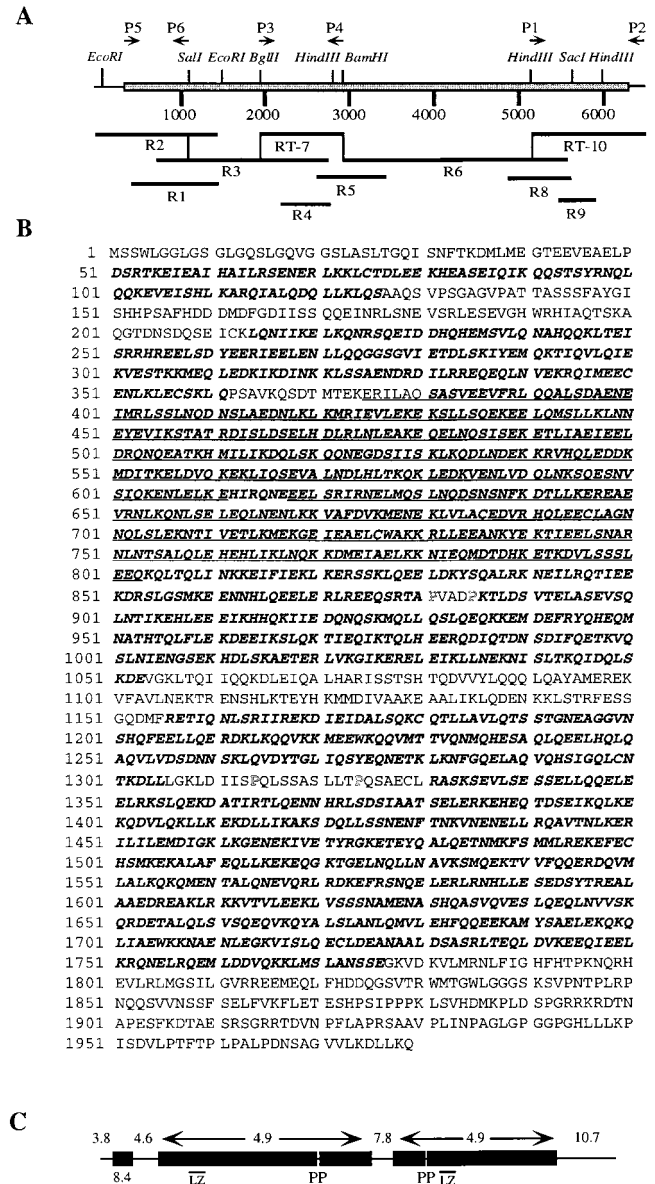 A
P5 P6 P3 P4 P1 P2
EcoRI SalI EcoRI BglII HindIII BamHI HindIII SacI HindIII
1000 2000 3000 4000 5000 6000
R2 RT-7 RT-10
R3 R6
R1 R5 R8
R4 R9
B
1 MSSWLGGLGS GLGQSLGQVG GSLASLTGQI SNFTKDMLME GTEEVEAELP
51 DSRTKEIEAI HAILRSENER LKKLCTDLEE KHEASEIQIK QQSTSYRNQL
101 QQKEVEISHL KARQIALQDQ LLKLQSAAQS VPSGAGVPAT TASSSFAYGI
151 SHHPSAFHDD DMDFGDIISS QQEINRLSNE VSRLESEVGH WRHIAQTSKA
201 QGTDNSDQSE ICKLQNIIKE LKQNRSQEID DHQHEMSVLQ NAHQQKLTEI
251 SRRHREELSD YEERIEELEN LLQQGGSGVI ETDLSKIYEM QKTIQVLQIE
301 KVESTKKMEQ LEDKIKDINK KLSSAENDRD ILRREQEQLN VEKRQIMEEC
351 ENLKLECSKL QPSAVKQSDT MTEKERILAQ SASVEEVFRL QQALSDAENE
401 IMRLSSLNQD NSLAEDNLKL KMRIEVLEKE KSLLSQEKEE LQMSLLKLNN
451 EYEVIKSTAT RDISLDSELH DLRLNLEAKE QELNQSISEK ETLIAEIEEL
501 DRQNQEATKH MILIKDQLSK QQNEGDSIIS KLKQDLNDEK KRVHQLEDDK
551 MDITKELDVQ KEKLIQSEVA LNDLHLTKQK LEDKVENLVD QLNKSQESNV
601 SIQKENLELK EHIRQNEEEL SRIRNELMQS LNQDSNSNFK DTLLKEREAE
651 VRNLKQNLSE LEQLNENLKK VAFDVKMENE KLVLACEDVR HQLEECLAGN
701 NQLSLEKNTI VETLKMEKGE IEAELCWAKK RLLEEANKYE KTIEELSNAR
751 NLNTSALQLE HEHLIKLNQK KDMEIAELKK NIEQMDTDHK ETKDVLSSSL
801 EEQKQLTQLI NKKEIFIEKL KERSSKLQEE LDKYSQALRK NEILRQTIEE
851 KDRSLGSMKE ENNHLQEELE RLREEQSRTA PVADPKTLDS VTELASEVSQ
901 LNTIKEHLEE EIKHHQKIIE DQNQSKMQLL QSLQEQKKEM DEFRYQHEQM
951 NATHTQLFLE KDEEIKSLQK TIEQIKTQLH EERQDIQTDN SDIFQETKVQ
1001 SLNIENGSEK HDLSKAETER LVKGIKEREL EIKLLNEKNI SLTKQIDQLS
1051 KDEVGKLTQI IQQKDLEIQA LHARISSTSH TQDVVYLQQQ LQAYAMEREK
1101 VFAVLNEKTR ENSHLKTEYH KMMDIVAAKE AALIKLQDEN KKLSTRFESS
1151 GQDMFRETIQ NLSRIIREKD IEIDALSQKC QTLLAVLQTS STGNEAGGVN
1201 SHQFEELLQE RDKLKQQVKK MEEWKQQVMT TVQNMQHESA QLQEELHQLQ
1251 AQVLVDSDNN SKLQVDYTGL IQSYEQNETK LKNFGQELAQ VQHSIGQLCN
1301 TKDLLLGKLD IISPQLSSAS LLTPQSAECL RASKSEVLSE SSELLQQELE
1351 ELRKSLQEKD ATIRTLQENN HRLSDSIAAT SELERKEHEQ TDSEIKQLKE
1401 KQDVLQKLLK EKDLLIKAKS DQLLSSNENF TNKVNENELL RQAVTNLKER
1451 ILILEMDIGK LKGENEKIVE TYRGKETEYQ ALQETNMKFS MMLREKEFEC
1501 HSMKEKALAF EQLLKEKEQG KTGELNQLLN AVKSMQEKTV VFQQERDQVM
1551 LALKQKQMEN TALQNEVQRL RDKEFRSNQE LERLRNHLLE SEDSYTREAL
1601 AAEDREAKLR KKVTVLEEKL VSSSNAMENA SHQASVQVES LQEQLNVVSK
1651 QRDETALQLS VSQEQVKQYA LSLANLQMVL EHFQQEEKAM YSAELEKQKQ
1701 LIAEWKKNAE NLEGKVISLQ ECLDEANAAL DSASRLTEQL DVKEEQIEEL
1751 KRQNELRQEM LDDVQKKLMS LANSSEGKVD KVLMRNLFIG HFHTPKNQRH
1801 EVLRLMGSIL GVRREEMEQL FHDDQGSVTR WMTGWLGGGS KSVPNTPLRP
1851 NQQSVVNSSF SELFVKFLET ESHPSIPPPK LSVHDMKPLD SPGRRKRDTN
1901 APESFKDTAE SRSGRRTDVN PFLAPRSAAV PLINPAGLGP GGPGHLLLKP
1951 ISDVLPTFTP LPALPDNSAG VVLKDLLKQ
C
3.8 4.6 4.9 7.8 4.9 10.7
8.4 LZ PP PP LZ